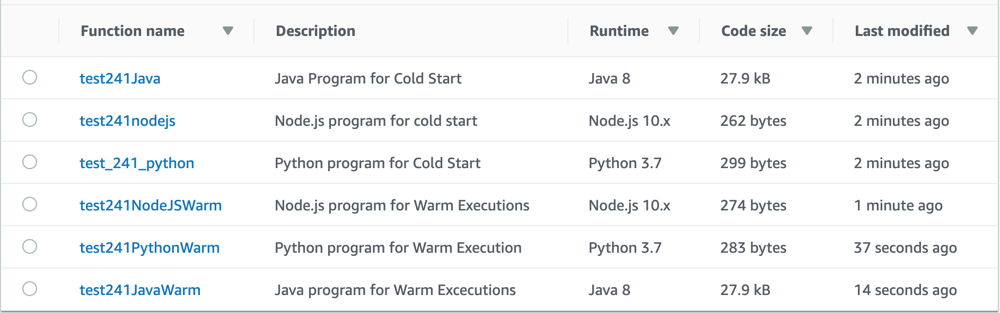 Function name Description Runtime Code size Last modified
test241Java Java Program for Cold Start Java 8 27.9 kB 2 minutes ago
test241nodejs Node.js program for cold start Node.js 10.x 262 bytes 2 minutes ago
test_241_python Python program for Cold Start Python 3.7 299 bytes 2 minutes ago
test241NodeJSWarm Node.js program for Warm Executions Node.js 10.x 274 bytes 1 minute ago
test241PythonWarm Python program for Warm Execution Python 3.7 283 bytes 37 seconds ago
test241JavaWarm Java program for Warm Excecutions Java 8 27.9 kB 14 seconds ago